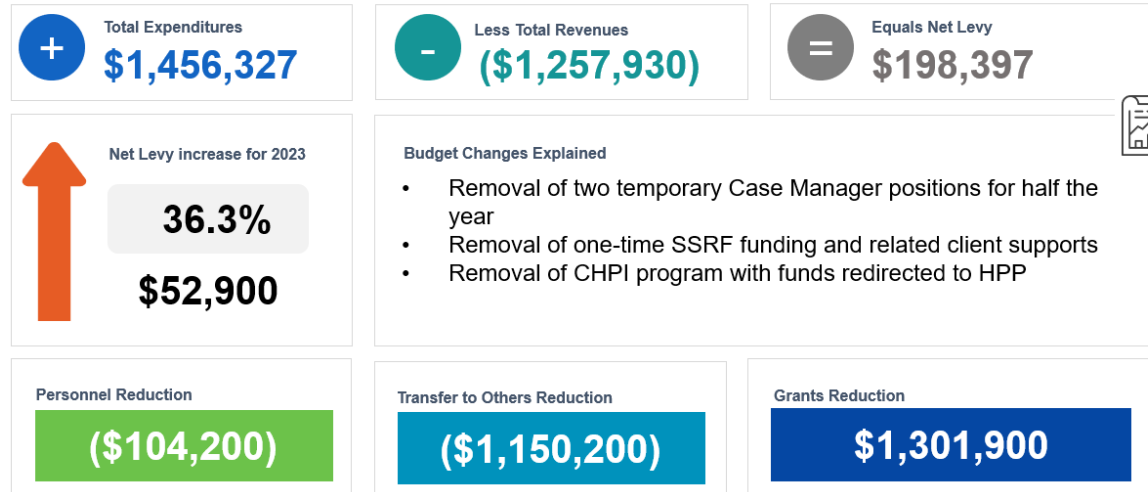 +
Total Expenditures
$1,456,327
-
Less Total Revenues
($1,257,930)
=
Equals Net Levy
$198,397
Net Levy increase for 2023
36.3%
$52,900
Budget Changes Explained
• Removal of two temporary Case Manager positions for half the
year
• Removal of one-time SSRF funding and related client supports
• Removal of CHPI program with funds redirected to HPP
Personnel Reduction
($104,200)
Transfer to Others Reduction
($1,150,200)
Grants Reduction
$1,301,900